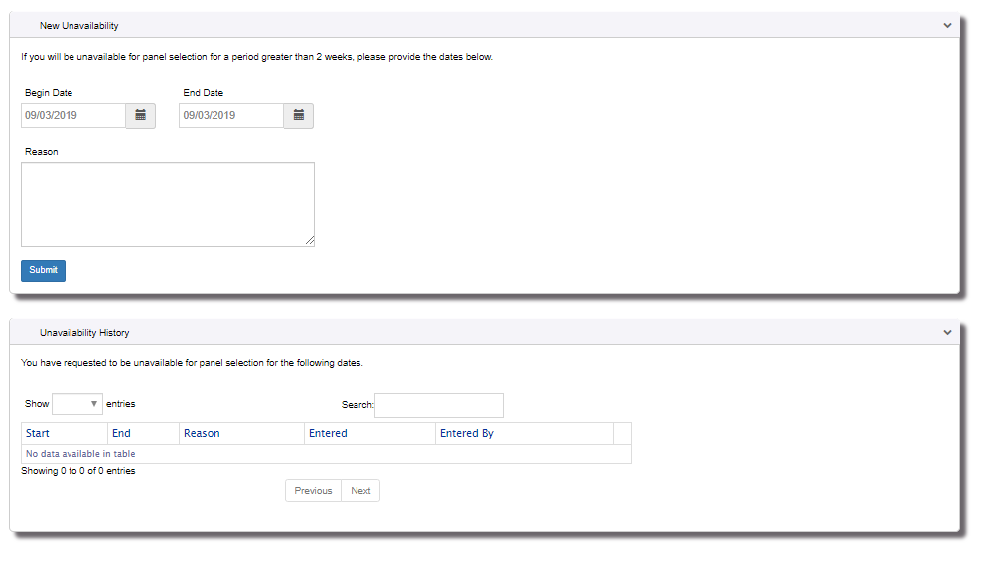 New Unavailability
If you will be unavailable for panel selection for a period greater than 2 weeks, please provide the dates below.
Begin Date End Date
09/03/2019 09/03/2019
Reason
Submit
Unavailability History
You have requested to be unavailable for panel selection for the following dates.
Show entries Search:
Start End Reason Entered Entered By
No data available in table
Showing 0 to 0 of 0 entries
Previous Next